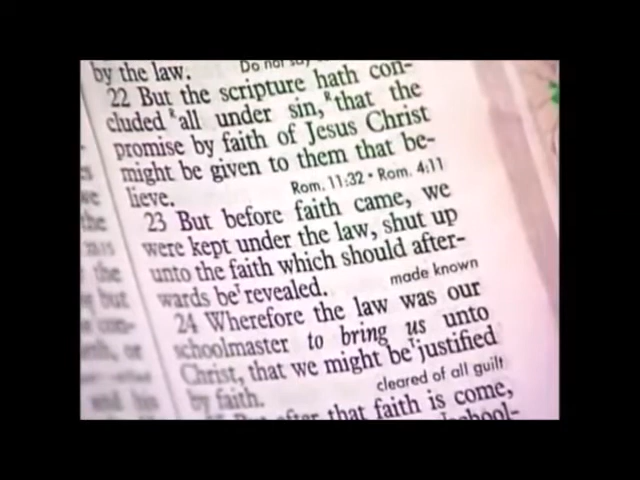 by the law. Do not say
22 But the scripture hath con-
cluded R all under sin, R that the
promise by faith of Jesus Christ
might be given to them that be-
lieve. Rom. 11:32 • Rom. 4:11
23 But before faith came, we
were kept under the law, shut up
unto the faith which should after-
wards be T revealed. made known
24 Wherefore the law was our
schoolmaster to bring us unto
Christ, that we might be T justified
by faith. cleared of all guilt
But after that faith is come,